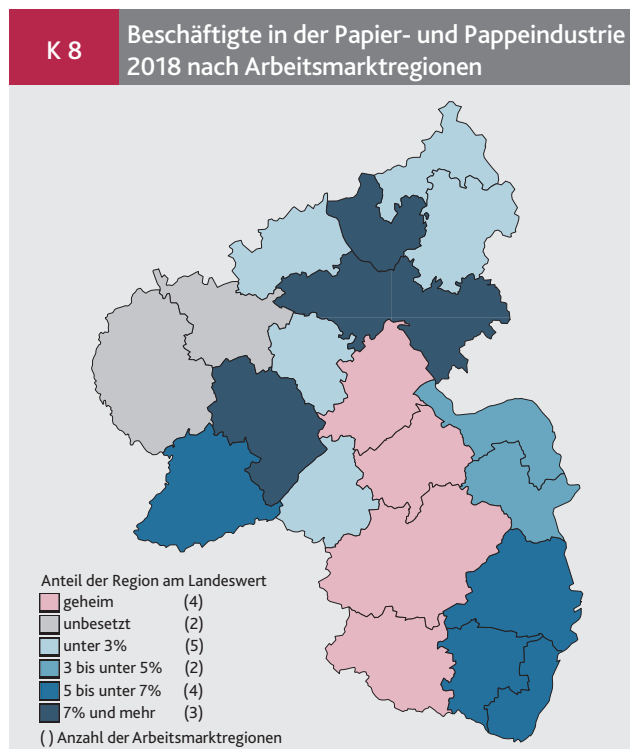 K 8
Beschäftigte in der Papier- und Pappeindustrie
2018 nach Arbeitsmarktregionen
Anteil der Region am Landeswert
geheim (4)
unbesetzt (2)
unter 3% (5)
3 bis unter 5% (2)
5 bis unter 7% (4)
7% und mehr (3)
( ) Anzahl der Arbeitsmarktregionen